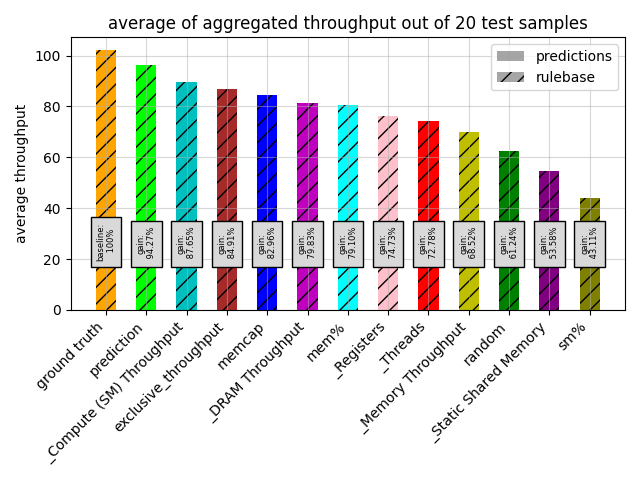 average of aggregated throughput out of 20 test samples
average throughput
100
80
60
40
20
0
predictions
rulebase
baseline:
100%
gain:
94.27%
gain:
87.65%
gain:
84.91%
gain:
82.96%
gain:
79.83%
gain:
79.10%
gain:
74.73%
gain:
72.78%
gain:
68.52%
gain:
61.24%
gain:
53.58%
gain:
43.11%
ground truth
prediction
_Compute (SM) Throughput
exclusive_throughput
memcap
_DRAM Throughput
mem%
_Registers
_Threads
_Memory Throughput
random
_Static Shared Memory
sm%